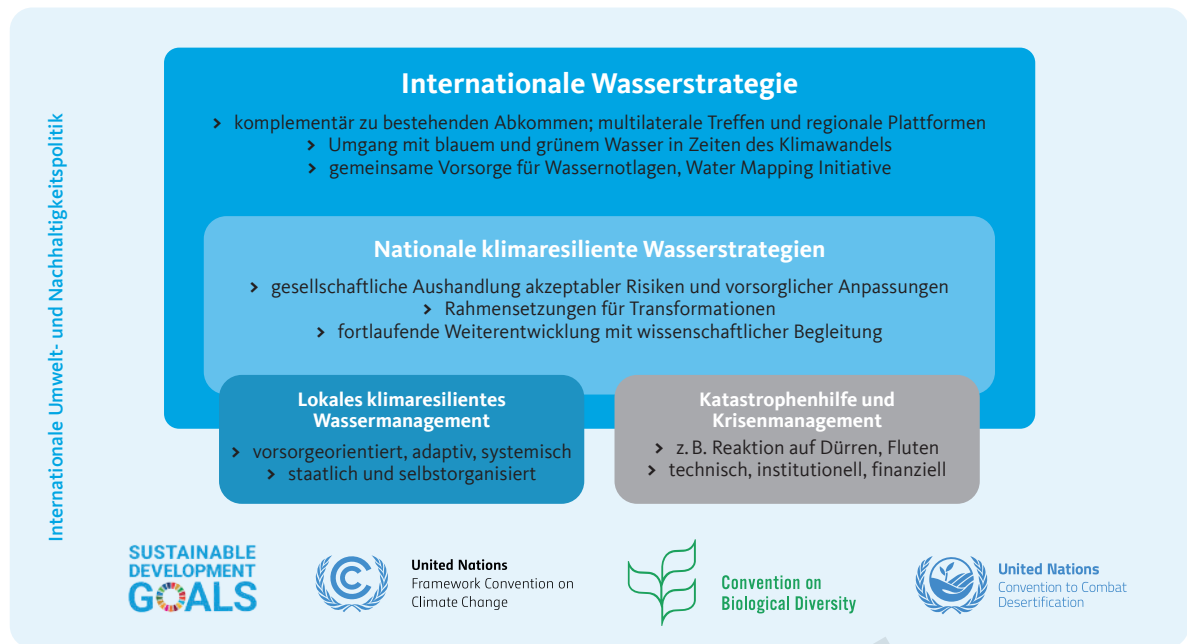 Internationale Umwelt- und Nachhaltigkeitspolitik
Internationale Wasserstrategie
> komplementär zu bestehenden Abkommen; multilaterale Treffen und regionale Plattformen
> Umgang mit blauem und grünem Wasser in Zeiten des Klimawandels
> gemeinsame Vorsorge für Wassernotlagen, Water Mapping Initiative
Nationale klimaresiliente Wasserstrategien
> gesellschaftliche Aushandlung akzeptabler Risiken und vorsorglicher Anpassungen
> Rahmensetzungen für Transformationen
> fortlaufende Weiterentwicklung mit wissenschaftlicher Begleitung
Lokales klimaresilientes
Wassermanagement
> vorsorgeorientiert, adaptiv, systemisch
> staatlich und selbstorganisiert
Katastrophenhilfe und
Krisenmanagement
> z. B. Reaktion auf Dürren, Fluten
> technisch, institutionell, finanziell
SUSTAINABLE
DEVELOPMENT
GOALS
United Nations
Framework Convention on
Climate Change
Convention on
Biological Diversity
United Nations
Convention to Combat
Desertification